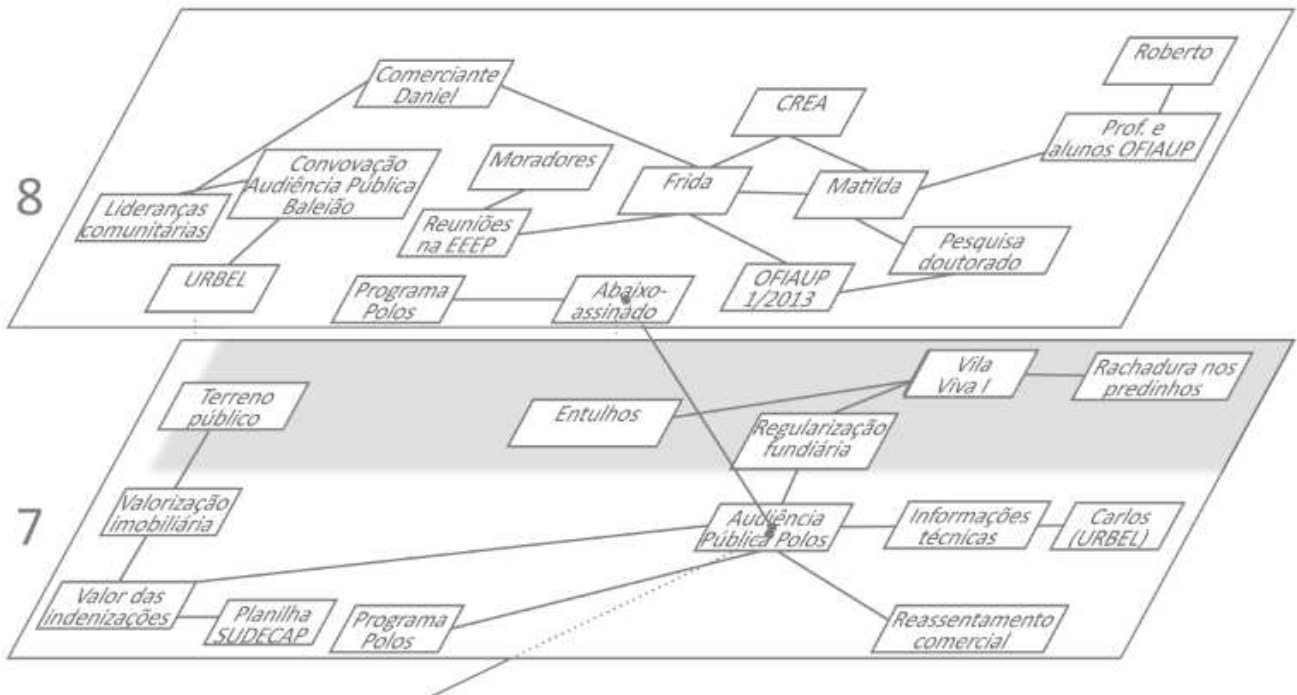 Roberto
Comerciante
Daniel
CREA
Prof. e
alunos OFIAUP
Convovação
Audiência Pública
Baleião
Moradores
Frida
Matilda
8
Lideranças
comunitárias
Reuniões
na EEEP
Pesquisa
doutorado
URBEL
Programa
Polos
Abaixo-
assinado
OFIAUP
1/2013
Vila
Viva I
Rachadura nos
predinhos
Terreno
público
Entulhos
Regularização
fundiária
7
Valorização
imobiliária
Audiência
Pública Polos
Informações
técnicas
Carlos
(URBEL)
Valor das
indenizações
Planilha
SUDECAP
Programa
Polos
Reassentamento
comercial